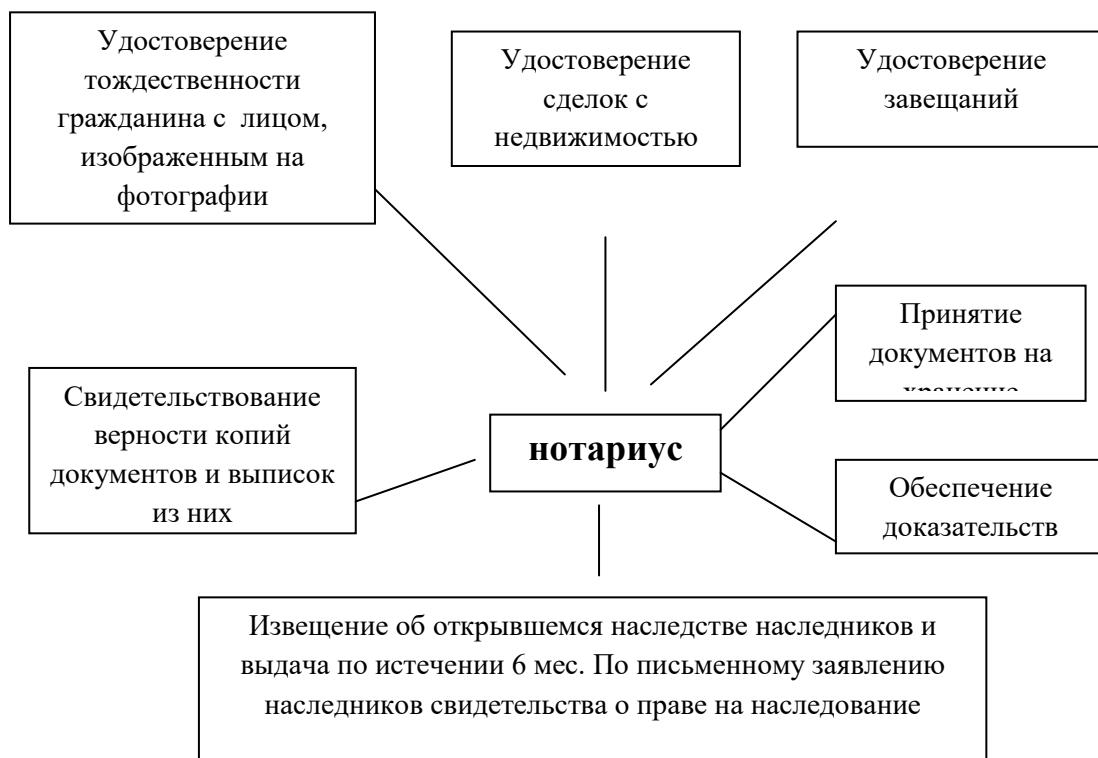 Удостоверение
тождественности
гражданина с лицом,
изображенным на
фотографии
Удостоверение
сделок с
недвижимостью
Удостоверение
завещаний
Принятие
документов на
хранение
Свидетельствование
верности копий
документов и выписок
из них
нотариус
Обеспечение
доказательств
Извещение об открывшемся наследстве наследников и
выдача по истечении 6 мес. По письменному заявлению
наследников свидетельства о праве на наследование